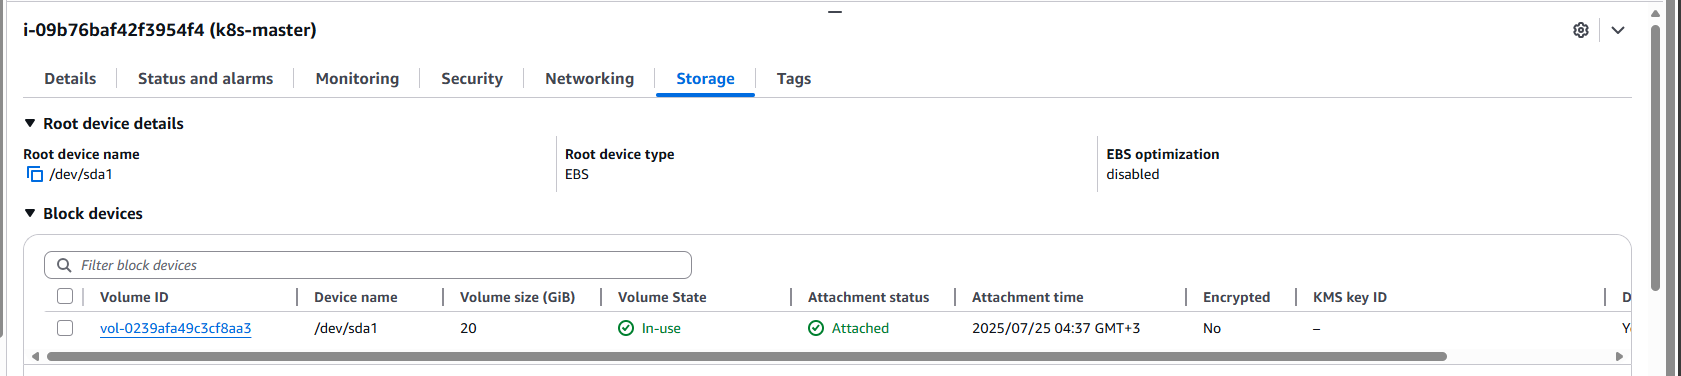 i-09b76baf42f3954f4 (k8s-master)
Details Status and alarms Monitoring Security Networking Storage Tags
Root device details
Root device name Root device type EBS optimization
/dev/sda1 EBS disabled
Block devices
Filter block devices
Volume ID Device name Volume size (GiB) Volume State Attachment status Attachment time Encrypted KMS key ID D
vol-0239afa49c3cf8aa3 /dev/sda1 20 In-use Attached 2025/07/25 04:37 GMT+3 No –